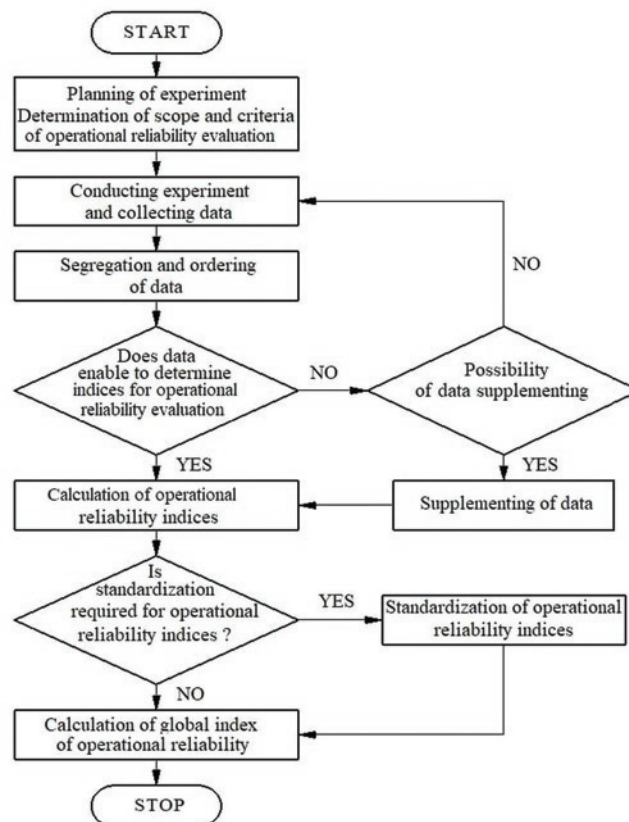 START
Planning of experiment
Determination of scope and criteria
of operational reliability evaluation
Conducting experiment
and collecting data
Segregation and ordering
of data
NO
Does data
enable to determine
indices for operational
reliability evaluation
NO
Possibility
of data supplementing
YES
YES
Calculation of operational
reliability indices
Supplementing of data
Is
standardization
required for operational
reliability indices ?
YES
Standardization of operational
reliability indices
NO
Calculation of global index
of operational reliability
STOP